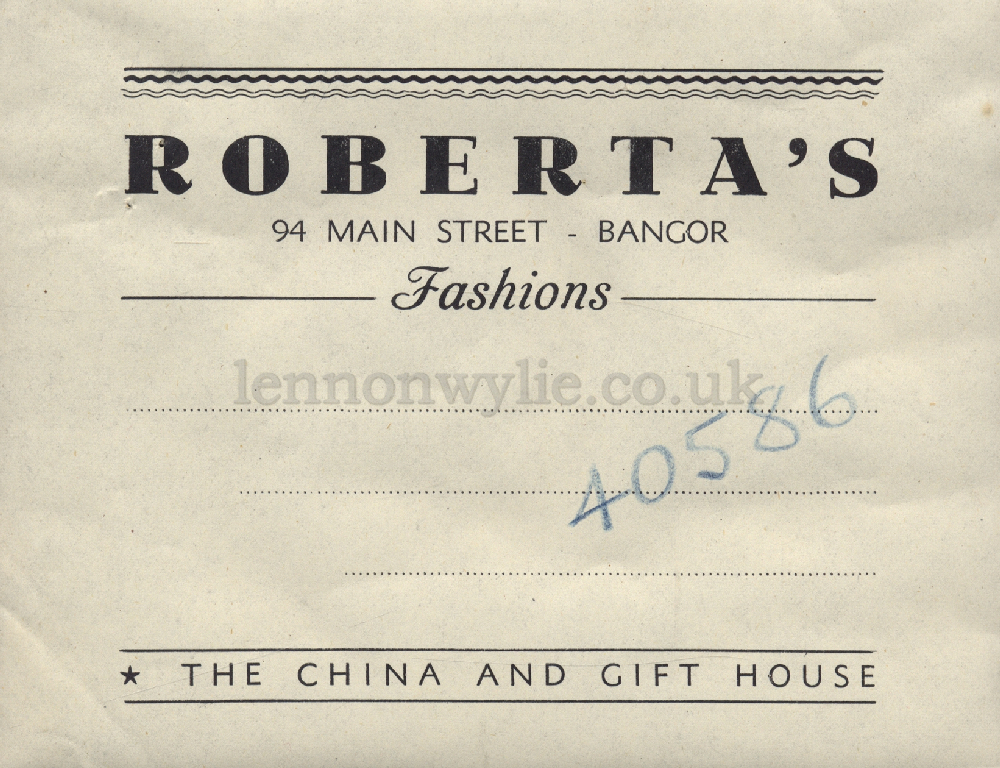 ROBERTA'S
94 MAIN STREET - BANGOR
Fashions
lennonwylie.co.uk
40586
★ THE CHINA AND GIFT HOUSE